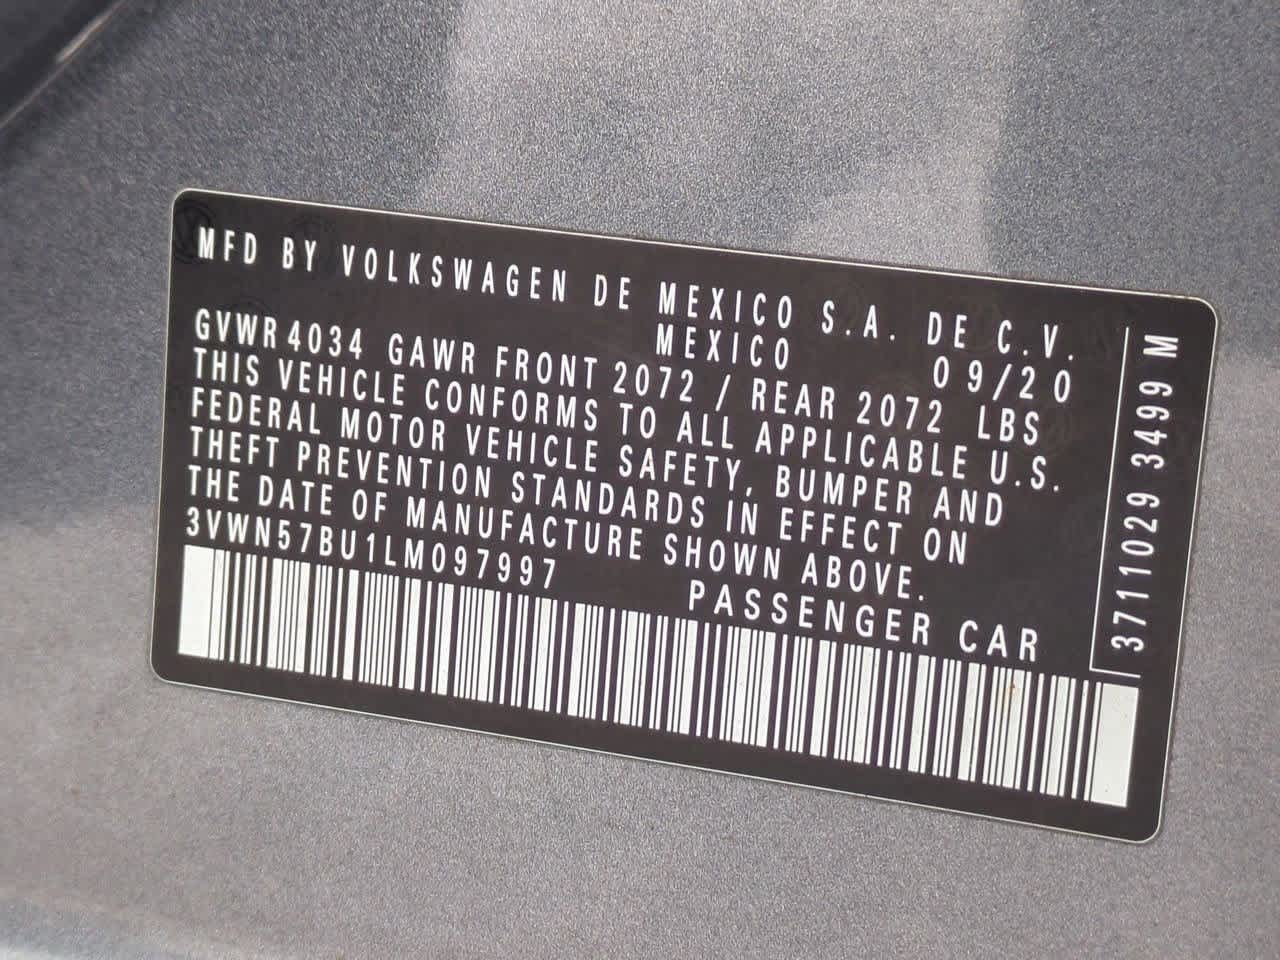 MFD BY VOLKSWAGEN DE MEXICO S.A. DE C.V.
MEXICO 09/20
GVWR 4034 GAWR FRONT 2072 / REAR 2072 LBS
THIS VEHICLE CONFORMS TO ALL APPLICABLE U.S.
FEDERAL MOTOR VEHICLE SAFETY, BUMPER AND
THEFT PREVENTION STANDARDS IN EFFECT ON
THE DATE OF MANUFACTURE SHOWN ABOVE.
3VWN57BU1LM097997
PASSENGER CAR
3711029 3499 M